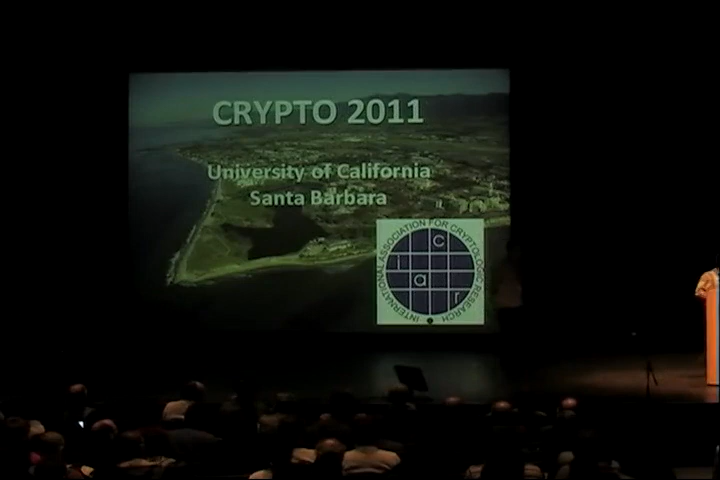 CRYPTO 2011
University of California
Santa Barbara
INTERNATIONAL ASSOCIATION FOR CRYPTOLOGIC RESEARCH
i a c r